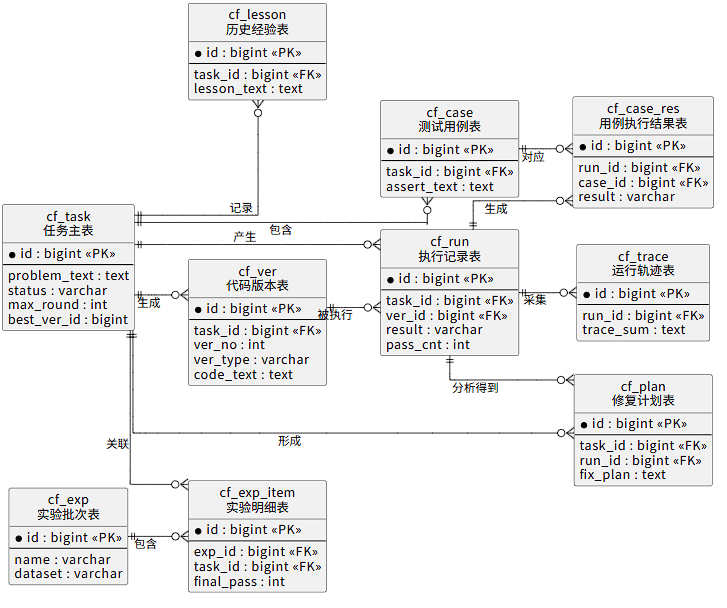 cf_lesson
历史经验表
id : bigint «PK»
task_id : bigint «FK»
lesson_text : text
cf_case
测试用例表
id : bigint «PK»
task_id : bigint «FK»
assert_text : text
cf_case_res
用例执行结果表
id : bigint «PK»
run_id : bigint «FK»
case_id : bigint «FK»
result : varchar
对应
生成
记录
包含
产生
cf_task
任务主表
id : bigint «PK»
problem_text : text
status : varchar
max_round : int
best_ver_id : bigint
生成
cf_ver
代码版本表
id : bigint «PK»
task_id : bigint «FK»
ver_no : int
ver_type : varchar
code_text : text
被执行
cf_run
执行记录表
id : bigint «PK»
task_id : bigint «FK»
ver_id : bigint «FK»
result : varchar
pass_cnt : int
采集
cf_trace
运行轨迹表
id : bigint «PK»
run_id : bigint «FK»
trace_sum : text
分析得到
cf_plan
修复计划表
id : bigint «PK»
task_id : bigint «FK»
run_id : bigint «FK»
fix_plan : text
形成
关联
cf_exp
实验批次表
id : bigint «PK»
name : varchar
dataset : varchar
包含
cf_exp_item
实验明细表
id : bigint «PK»
exp_id : bigint «FK»
task_id : bigint «FK»
final_pass : int